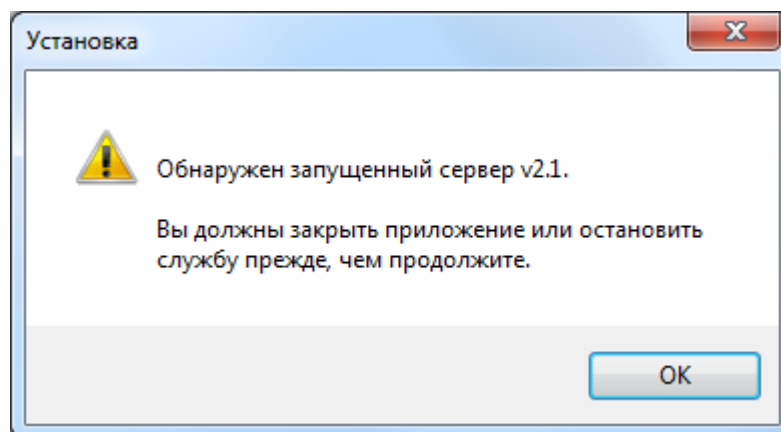 Установка
Обнаружен запущенный сервер v2.1.
Вы должны закрыть приложение или остановить
службу прежде, чем продолжите.
OK